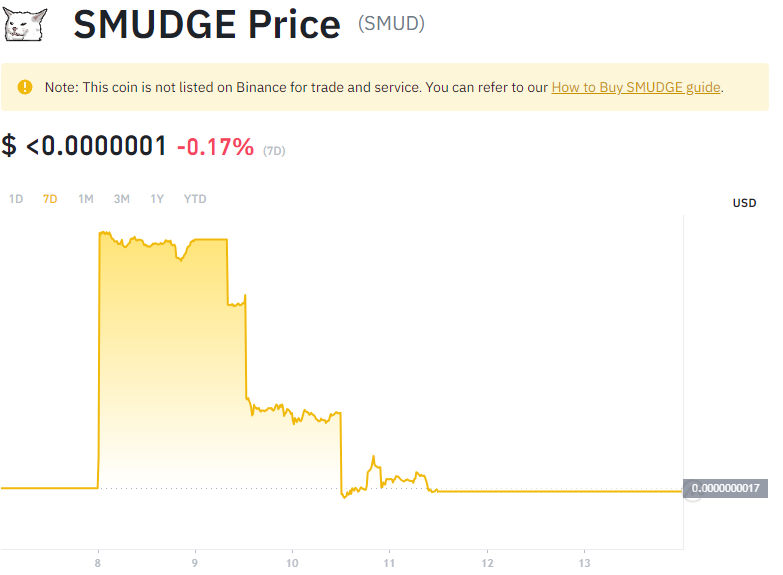 SMUDGE Price (SMUD)
Note: This coin is not listed on Binance for trade and service. You can refer to our How to Buy SMUDGE guide.
$ <0.0000001 -0.17% (7D)
1D 7D 1M 3M 1Y YTD
USD
0.0000000017
8 9 10 11 12 13